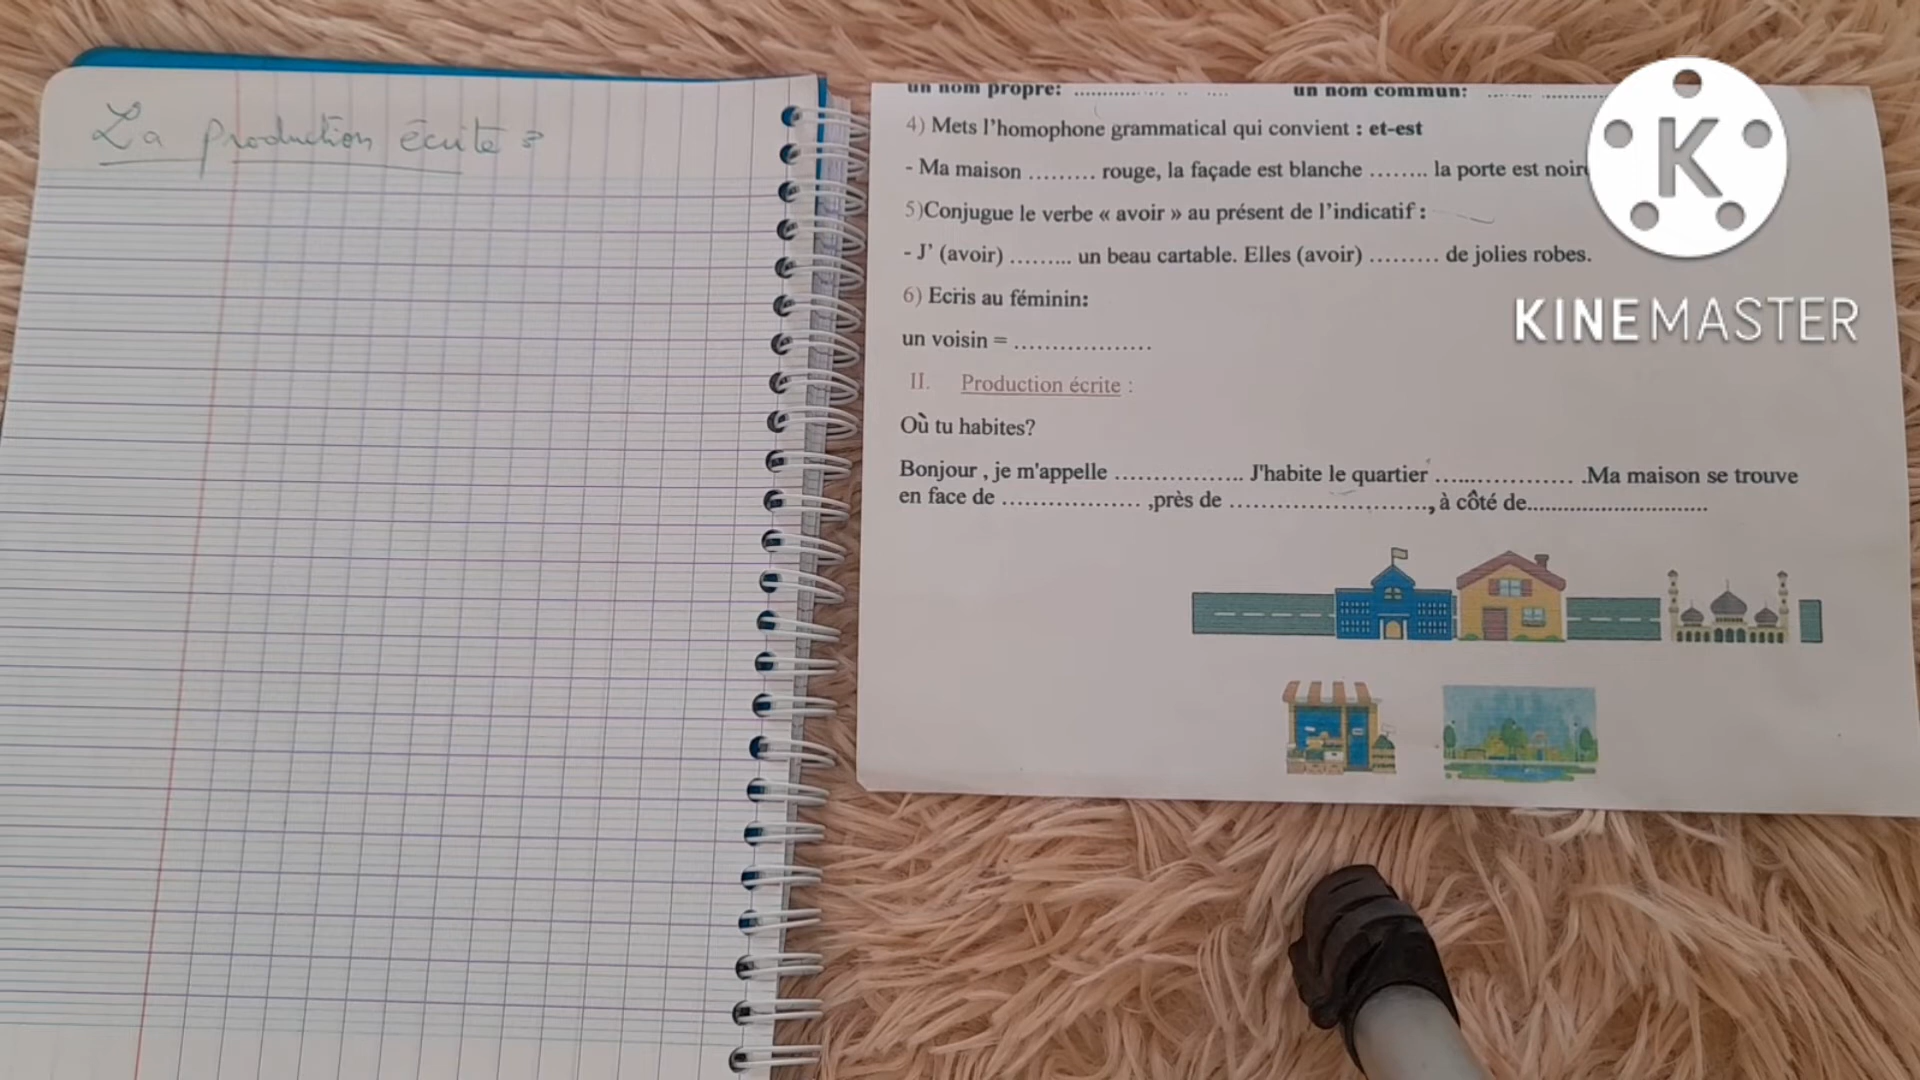 La production écrite :
un nom propre: ................ .. .... un nom commun: ....... ............
4) Mets l'homophone grammatical qui convient : et-est
- Ma maison ......... rouge, la façade est blanche ........ la porte est noire
5)Conjugue le verbe « avoir » au présent de l'indicatif :
- J' (avoir) ......... un beau cartable. Elles (avoir) ......... de jolies robes.
6) Ecris au féminin:
un voisin = ..................
II. Production écrite :
Où tu habites?
Bonjour , je m'appelle ................. J'habite le quartier .................. .Ma maison se trouve
en face de .................. ,près de .........................., à côté de.............................
KINEMASTER
K